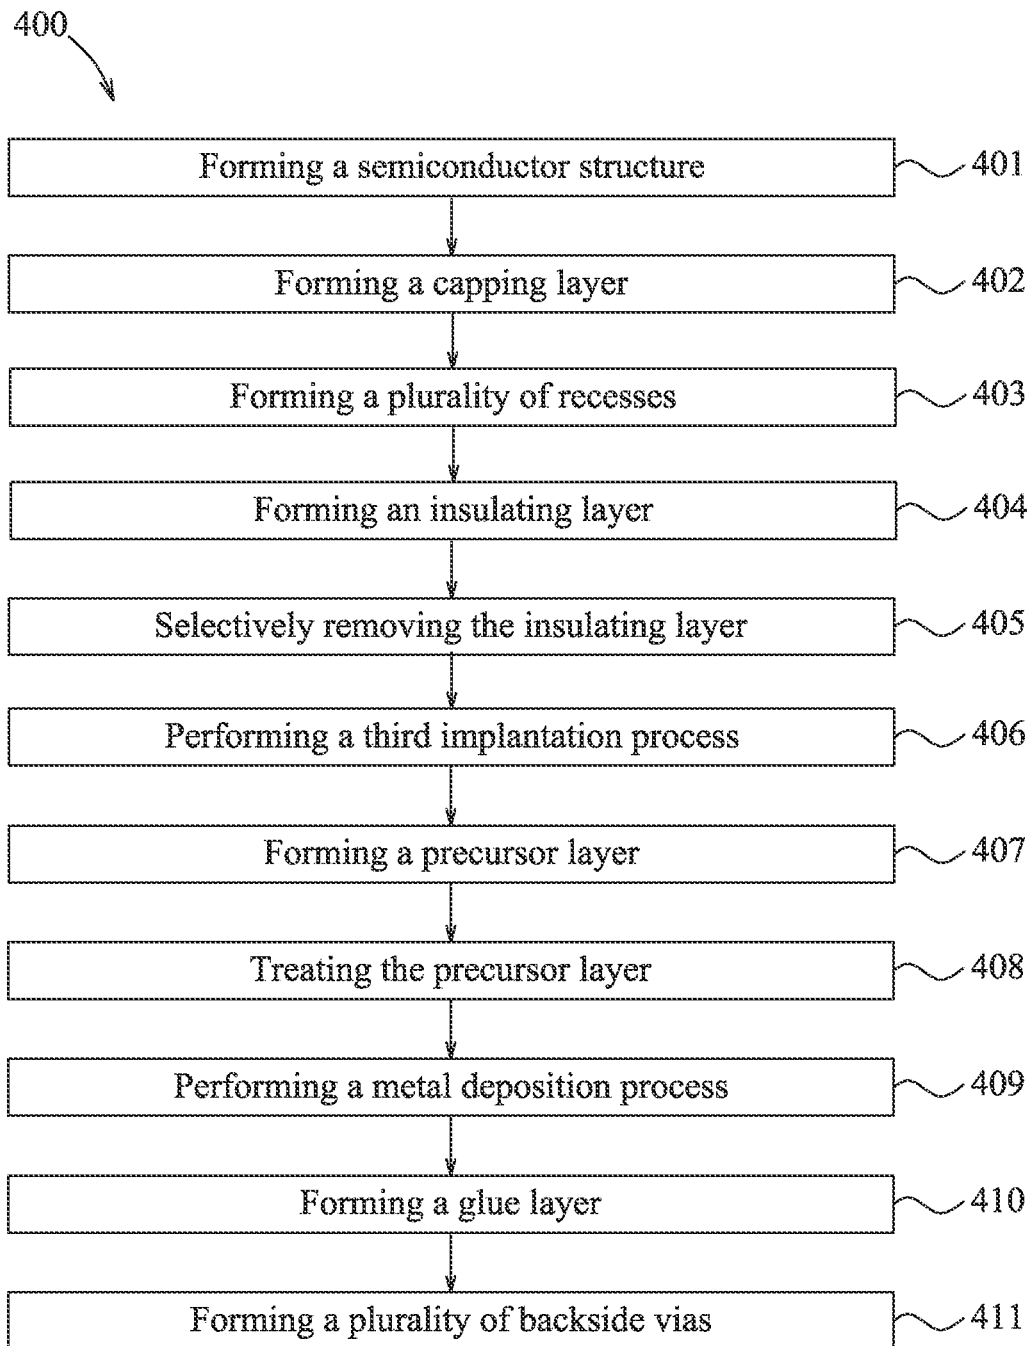 400
Forming a semiconductor structure 401
Forming a capping layer 402
Forming a plurality of recesses 403
Forming an insulating layer 404
Selectively removing the insulating layer 405
Performing a third implantation process 406
Forming a precursor layer 407
Treating the precursor layer 408
Performing a metal deposition process 409
Forming a glue layer 410
Forming a plurality of backside vias 411